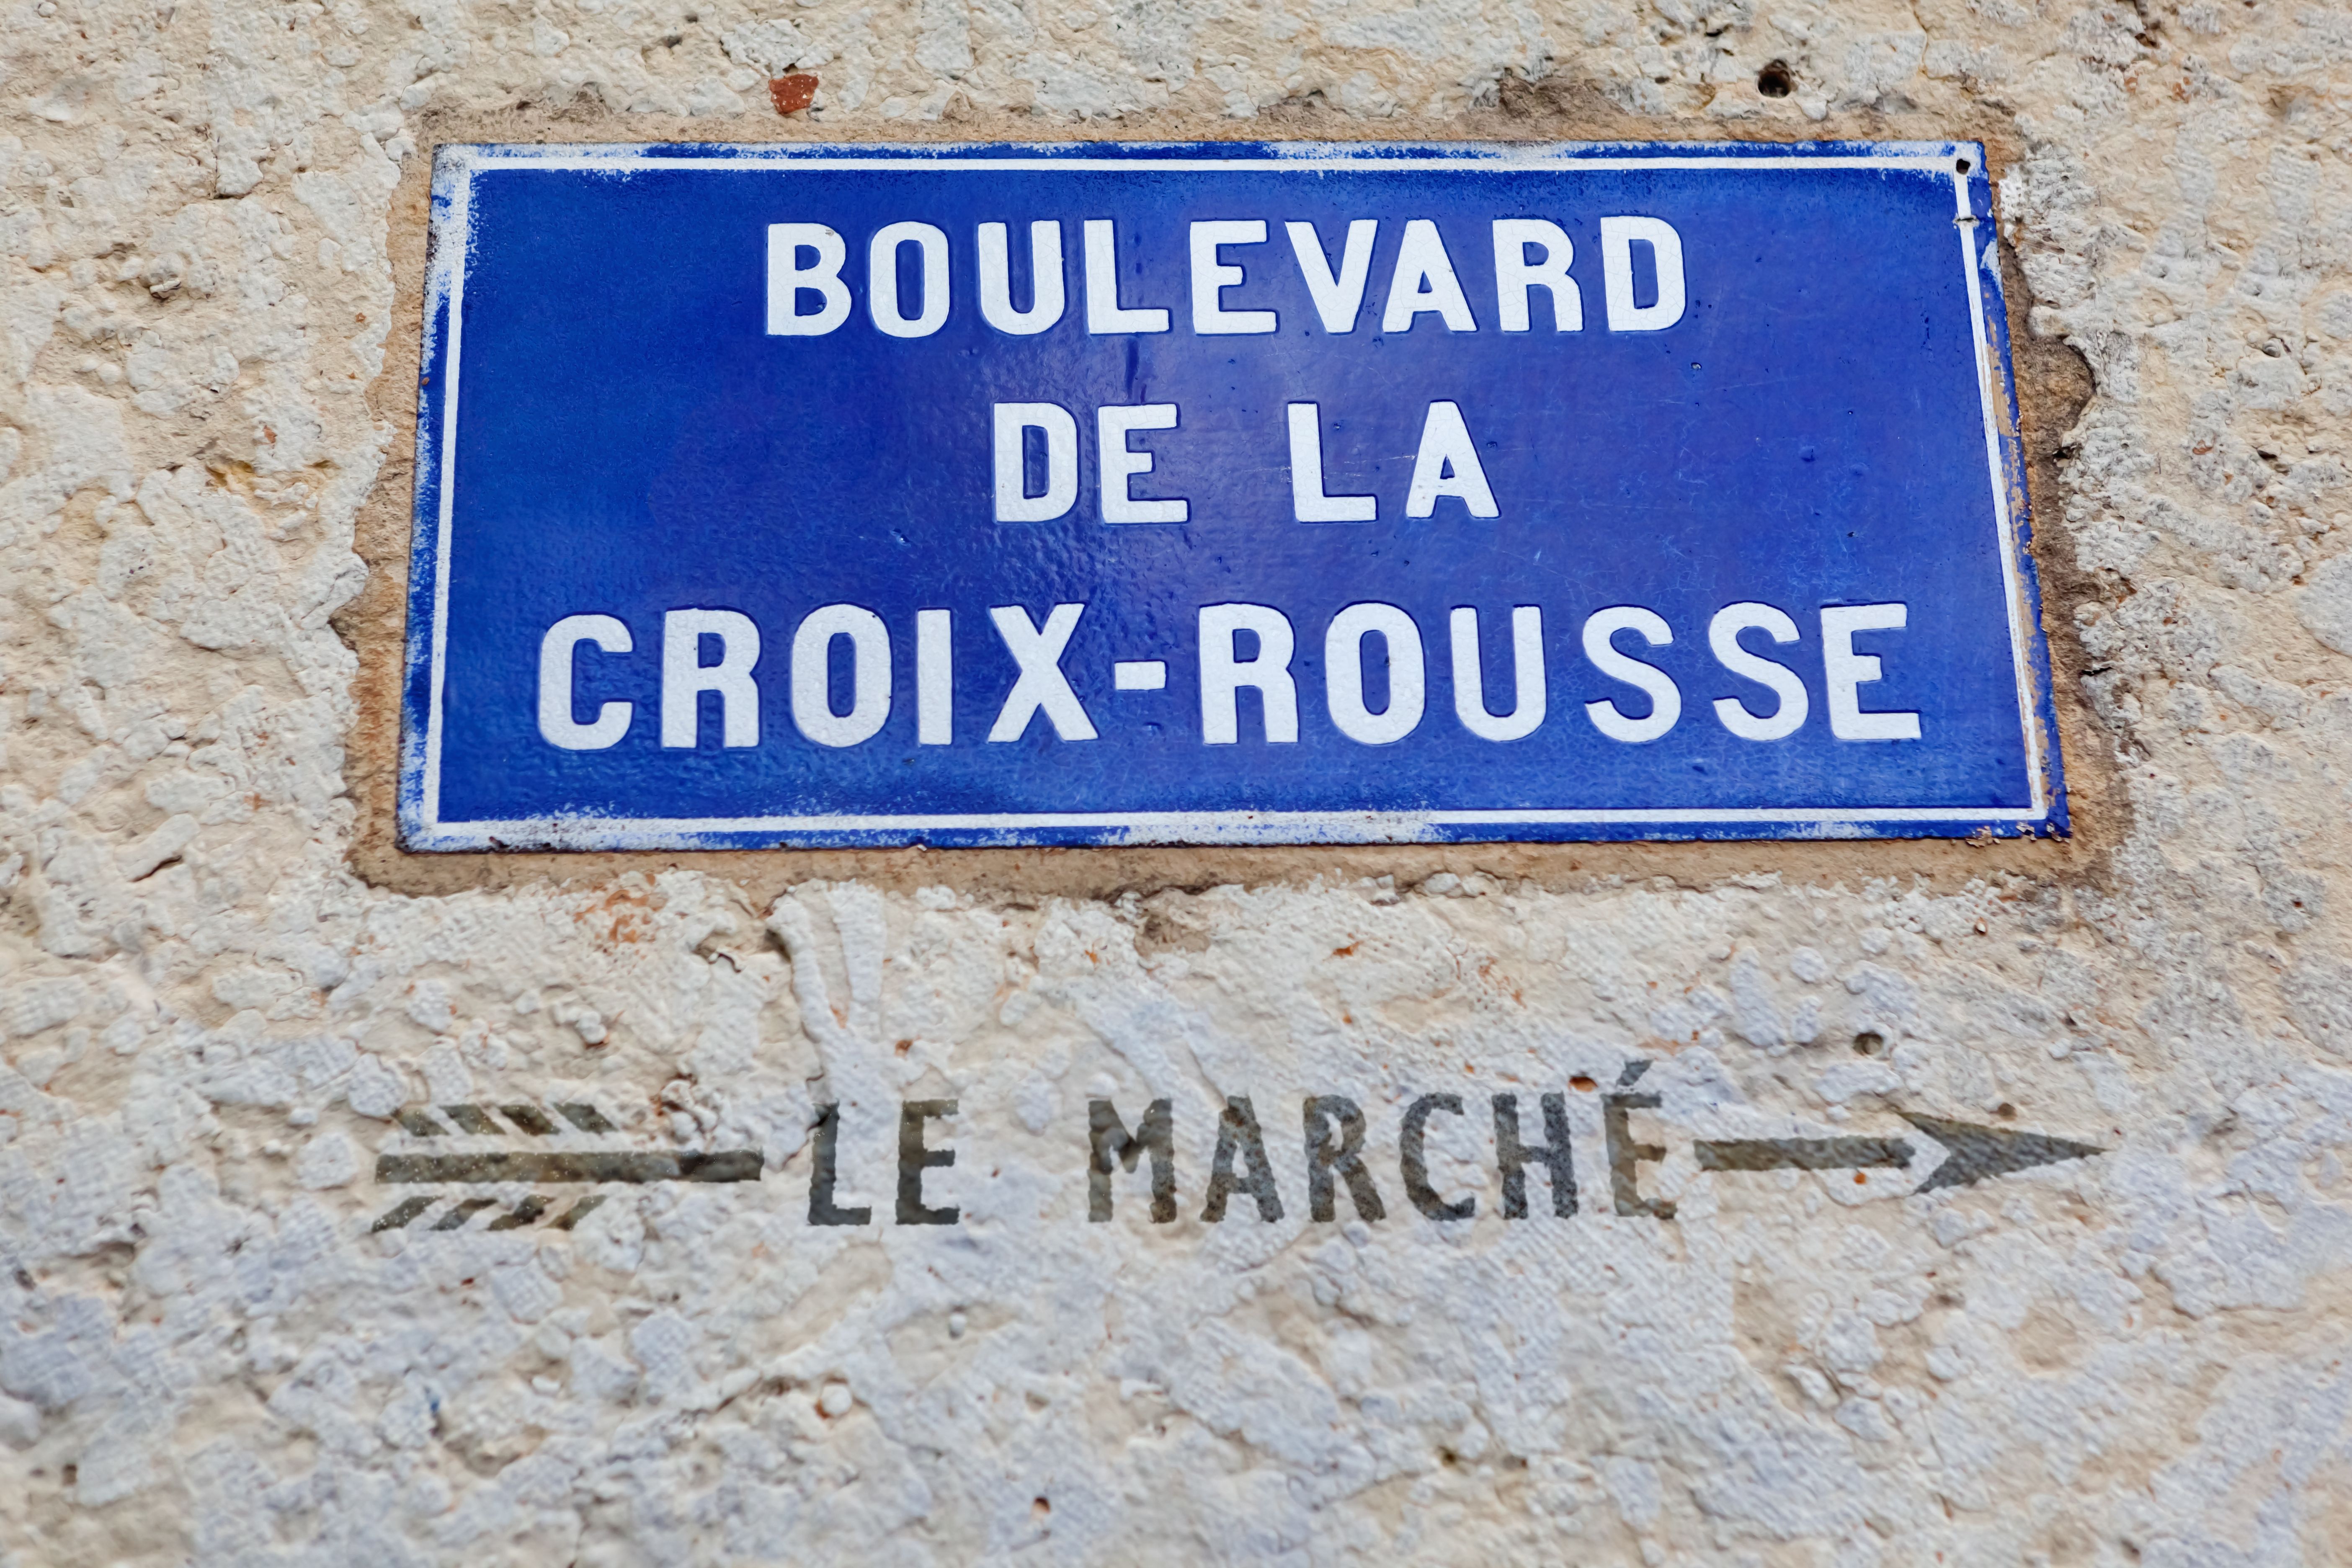 BOULEVARD
DE LA
CROIX-ROUSSE
LE MARCHÉ